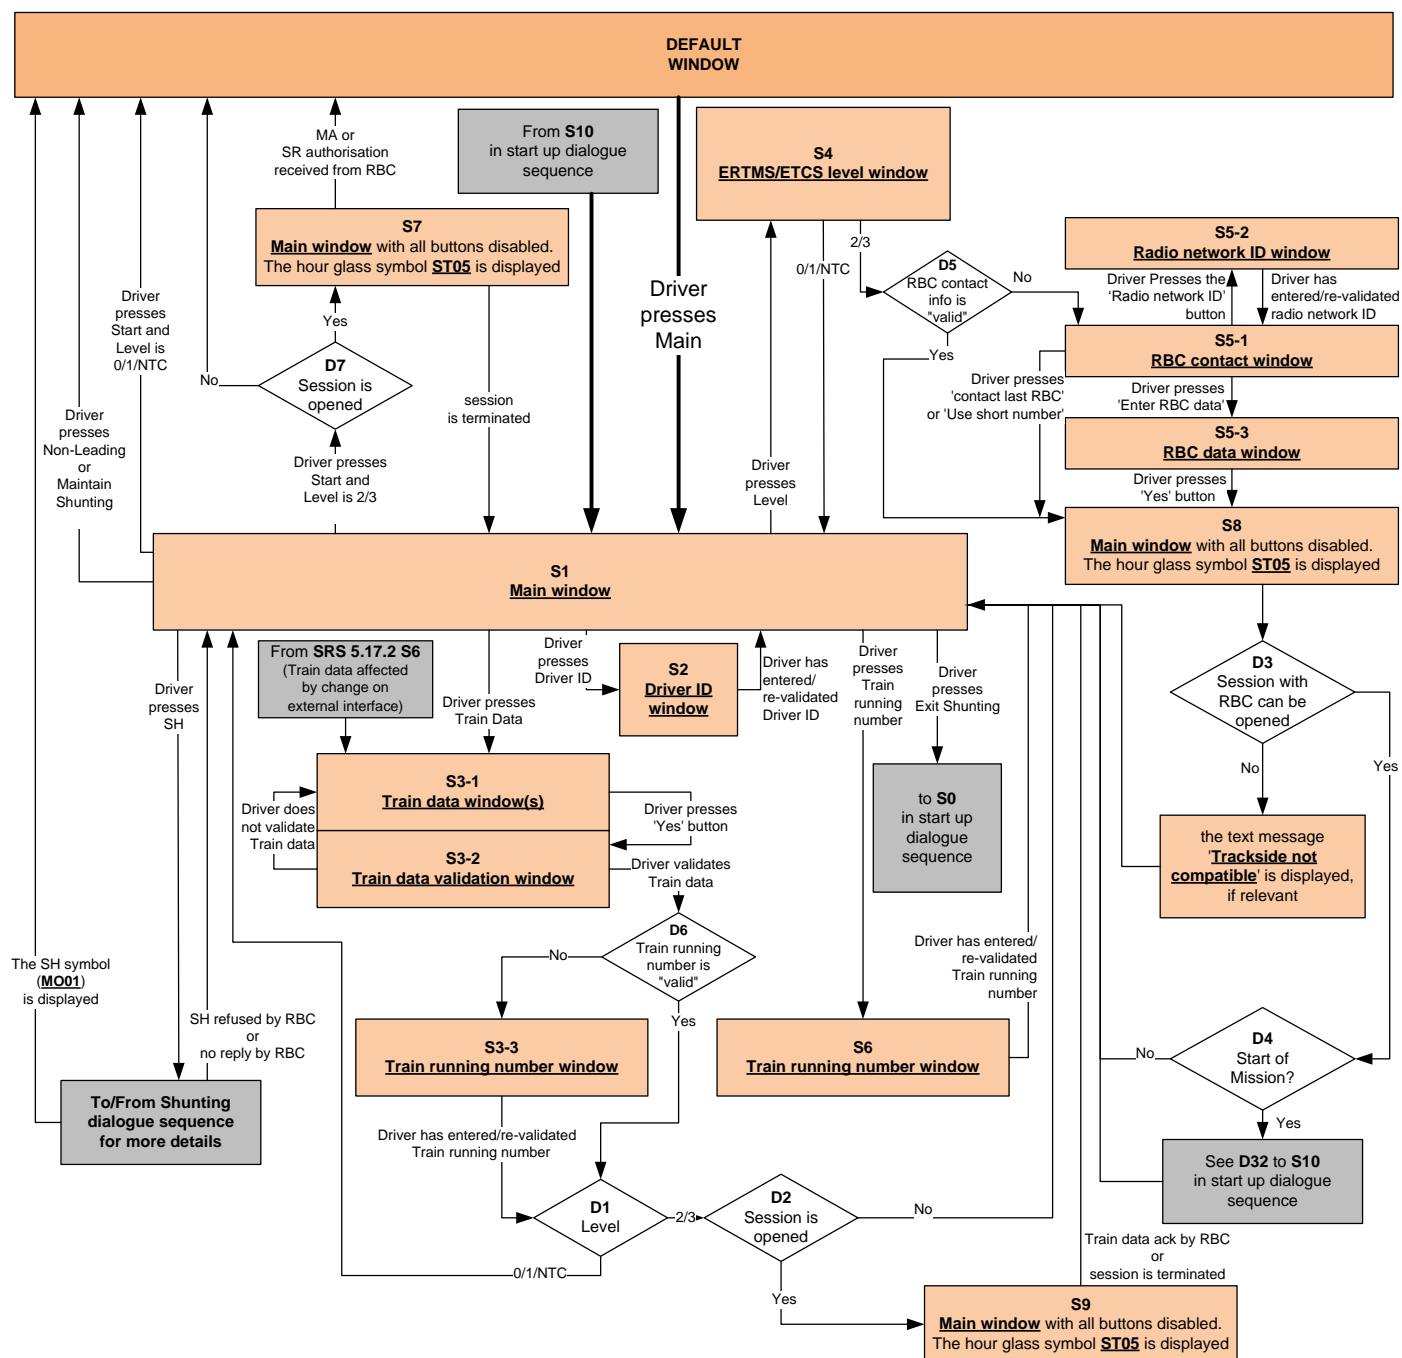 DEFAULT
WINDOW
From S10
in start up dialogue
sequence
MA or
SR authorisation
received from RBC
S4
ERTMS/ETCS level window
S7
Main window with all buttons disabled.
The hour glass symbol ST05 is displayed
2/3
0/1/NTC
D5
RBC contact
info is
"valid"
No
Yes
S5-2
Radio network ID window
Driver Presses the
'Radio network ID'
button
Driver has
entered/re-validated
radio network ID
S5-1
RBC contact window
Driver presses
'contact last RBC'
or 'Use short number'
Driver presses
'Enter RBC data'
S5-3
RBC data window
Driver presses
'Yes' button
S8
Main window with all buttons disabled.
The hour glass symbol ST05 is displayed
Driver
presses
Start and
Level is
0/1/NTC
Yes
D7
Session is
opened
No
Driver
presses
Main
session
is terminated
Driver
presses
Non-Leading
or
Maintain
Shunting
Driver presses
Start and
Level is 2/3
Driver
presses
Level
S1
Main window
Driver
presses
SH
From SRS 5.17.2 S6
(Train data affected
by change on
external interface)
Driver presses
Train Data
Driver
presses
Driver ID
S2
Driver ID
window
Driver has
entered/
re-validated
Driver ID
Driver
presses
Train
running
number
Driver
presses
Exit Shunting
D3
Session with
RBC can be
opened
No
Yes
S3-1
Train data window(s)
Driver does
not validate
Train data
Driver presses
'Yes' button
S3-2
Train data validation window
Driver validates
Train data
to S0
in start up
dialogue
sequence
the text message
'Trackside not
compatible' is displayed,
if relevant
D6
Train running
number is
"valid"
No
Yes
Driver has entered/
re-validated
Train running
number
The SH symbol
(MO01)
is displayed
SH refused by RBC
or
no reply by RBC
S3-3
Train running number window
S6
Train running number window
D4
Start of
Mission?
No
Yes
To/From Shunting
dialogue sequence
for more details
Driver has entered/re-validated
Train running number
See D32 to S10
in start up dialogue
sequence
D1
Level
2/3
0/1/NTC
D2
Session is
opened
No
Yes
Train data ack by RBC
or
session is terminated
S9
Main window with all buttons disabled.
The hour glass symbol ST05 is displayed